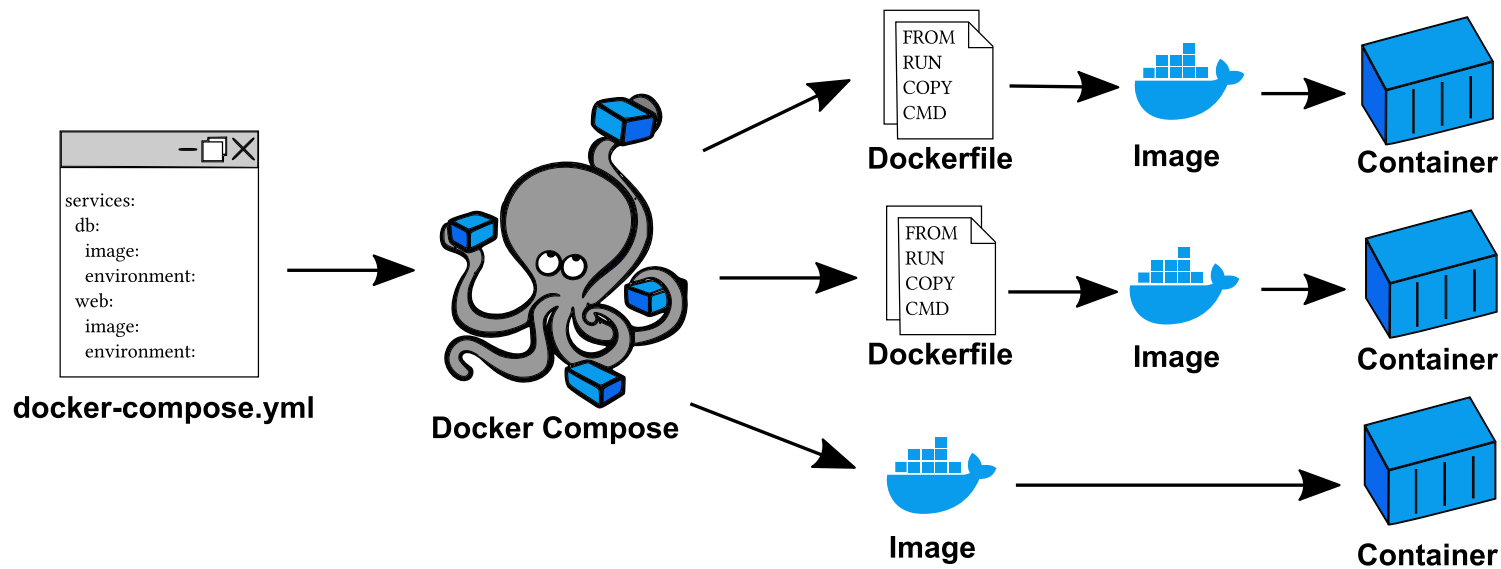 services:
db:
image:
environment:
web:
image:
environment:
docker-compose.yml
Docker Compose
FROM
RUN
COPY
CMD
Dockerfile
Image
Container
FROM
RUN
COPY
CMD
Dockerfile
Image
Container
Image
Container